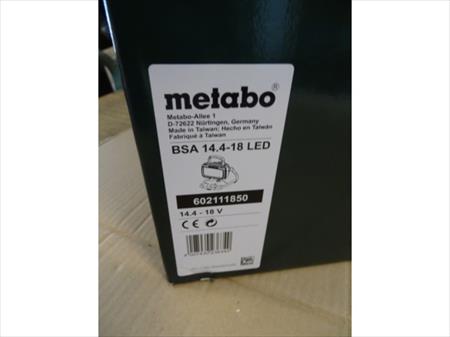 metabo®
Metabo-Allee 1
D-72622 Nürtingen, Germany
Made in Taiwan; Hecho en Taiwán
Fabriqué à Taiwan
BSA 14.4-18 LED
602111850
14.4 - 18 V
CE